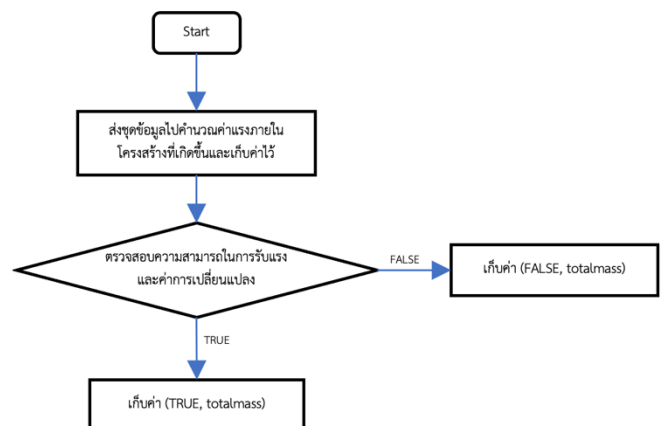 Start
ส่งชุดข้อมูลไปคำนวณค่าแรงภายใน
โครงสร้างที่เกิดขึ้นและเก็บค่าไว้
ตรวจสอบความสามารถในการรับแรง
และค่าการเปลี่ยนแปลง
FALSE
เก็บค่า (FALSE, totalmass)
TRUE
เก็บค่า (TRUE, totalmass)